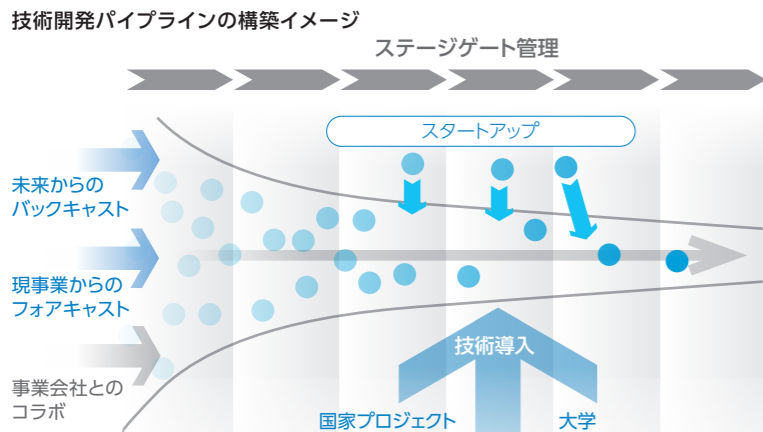 技術開発パイプラインの構築イメージ
ステージゲート管理
スタートアップ
未来からの
バックキャスト
現事業からの
フォアキャスト
事業会社との
コラボ
技術導入
国家プロジェクト
大学